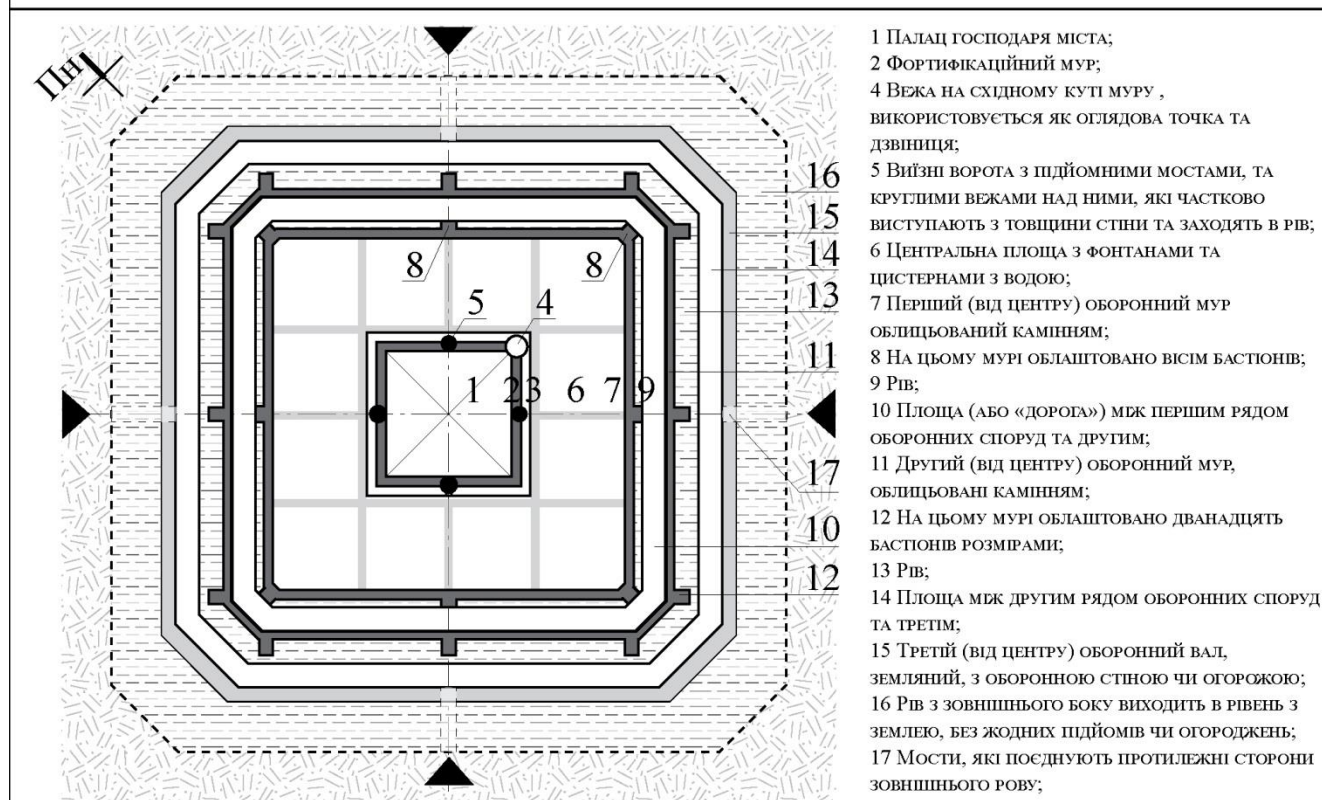 Пн
16
15
14
13
8 8
5 4
11
1 2 3 6 7 9
17
10
12
1 Палац господаря міста;
2 Фортифікаційний мур;
4 Вежа на східному куті муру ,
використовується як оглядова точка та
дзвіниця;
5 Виїзні ворота з підйомними мостами, та
круглими вежами над ними, які частково
виступають з товщини стіни та заходять в рів;
6 Центральна площа з фонтанами та
цистернами з водою;
7 Перший (від центру) оборонний мур
облицьований камінням;
8 На цьому мурі облаштовано вісім бастіонів;
9 Рів;
10 Площа (або «дорога») між першим рядом
оборонних споруд та другим;
11 Другий (від центру) оборонний мур,
облицьовані камінням;
12 На цьому мурі облаштовано дванадцять
бастіонів розмірами;
13 Рів;
14 Площа між другим рядом оборонних споруд
та третім;
15 Третій (від центру) оборонний вал,
земляний, з оборонною стіною чи огорожею;
16 Рів з зовнішнього боку виходить в рівень з
землею, без жодних підйомів чи огороджень;
17 Мости, які поєднують протилежні сторони
зовнішнього рову;